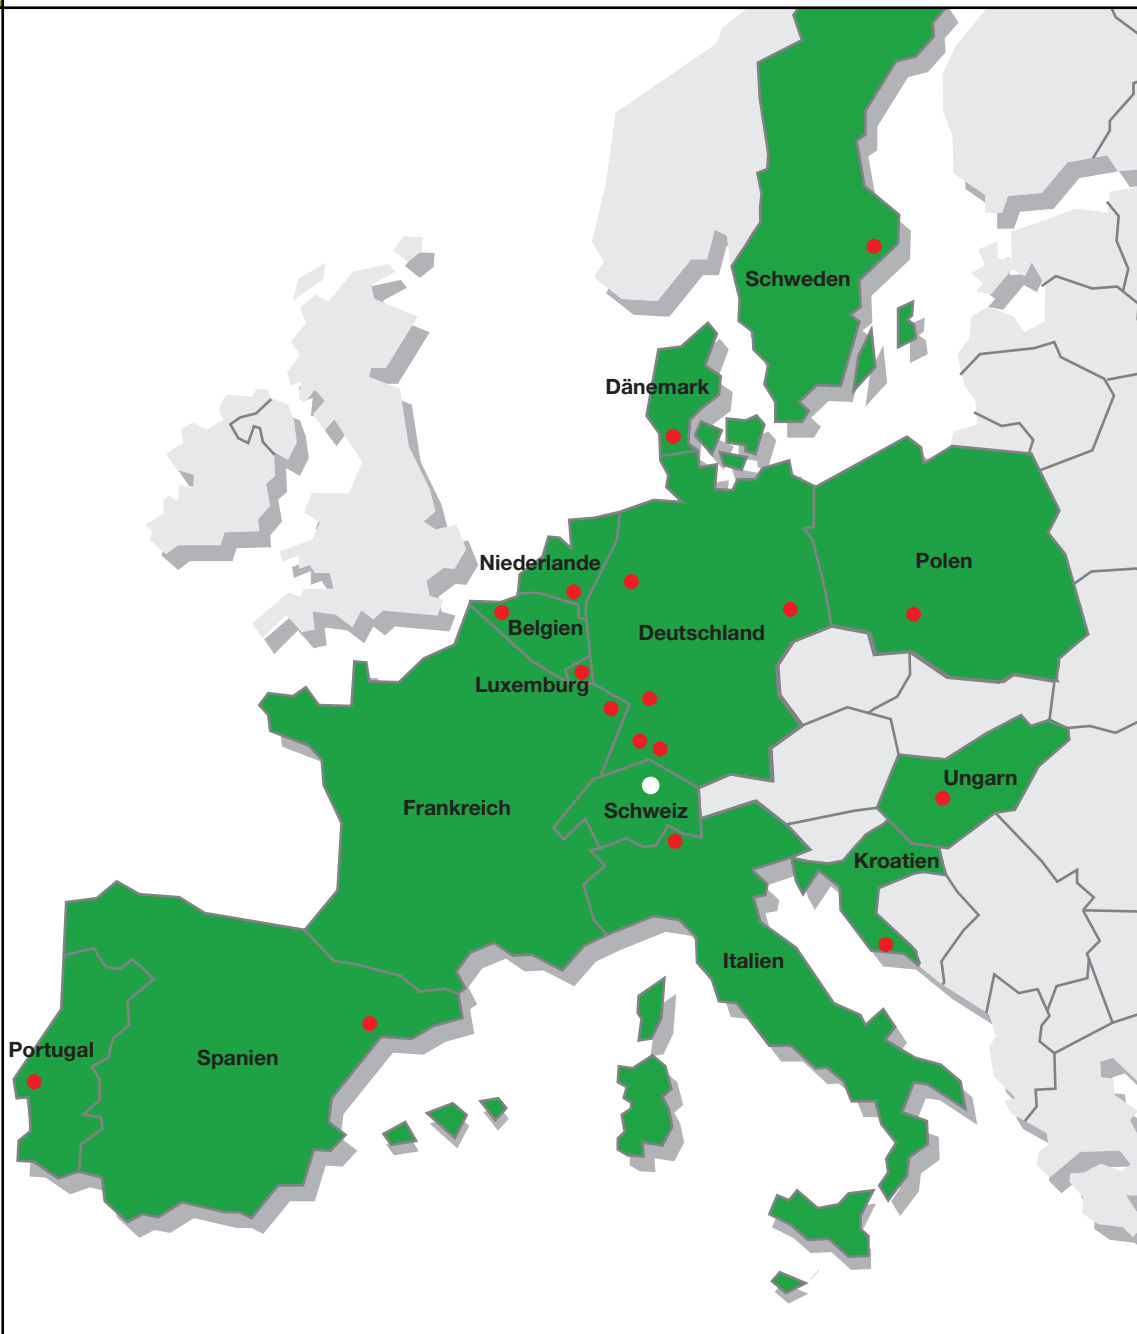 Schweden
Dänemark
Niederlande
Polen
Belgien
Deutschland
Luxemburg
Ungarn
Frankreich
Schweiz
Kroatien
Italien
Portugal
Spanien